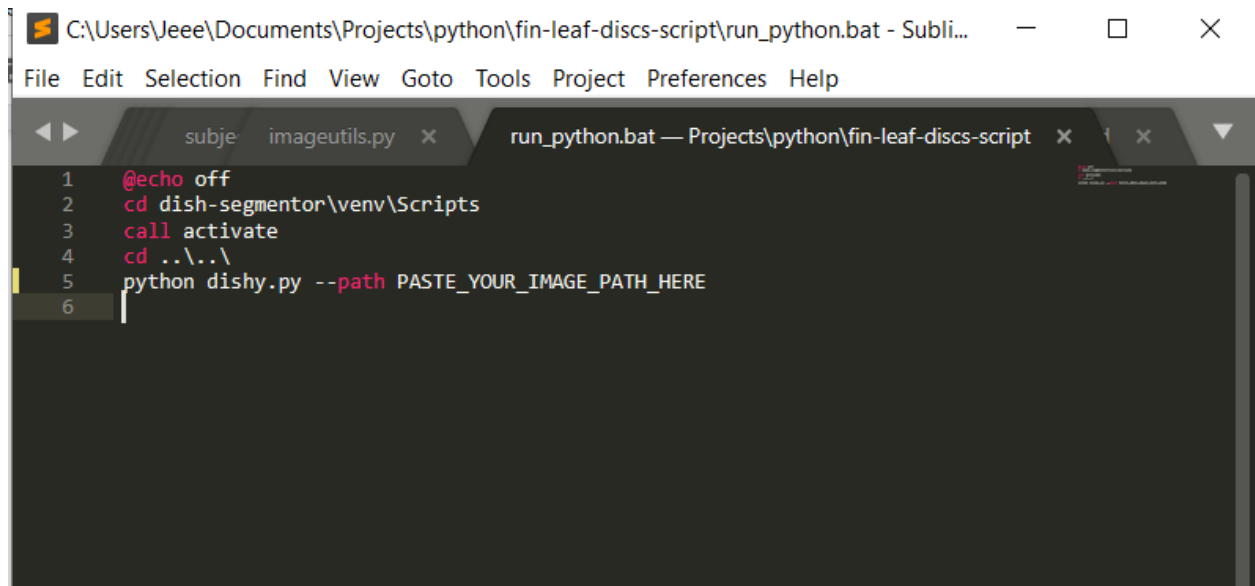 C:\Users\Jeee\Documents\Projects\python\fin-leaf-discs-script\run_python.bat - Subli...
File Edit Selection Find View Goto Tools Project Preferences Help
subje imageutils.py run_python.bat — Projects\python\fin-leaf-discs-script
1 @echo off
2 cd dish-segmentor\venv\Scripts
3 call activate
4 cd ..\..\
5 python dishy.py --path PASTE_YOUR_IMAGE_PATH_HERE
6